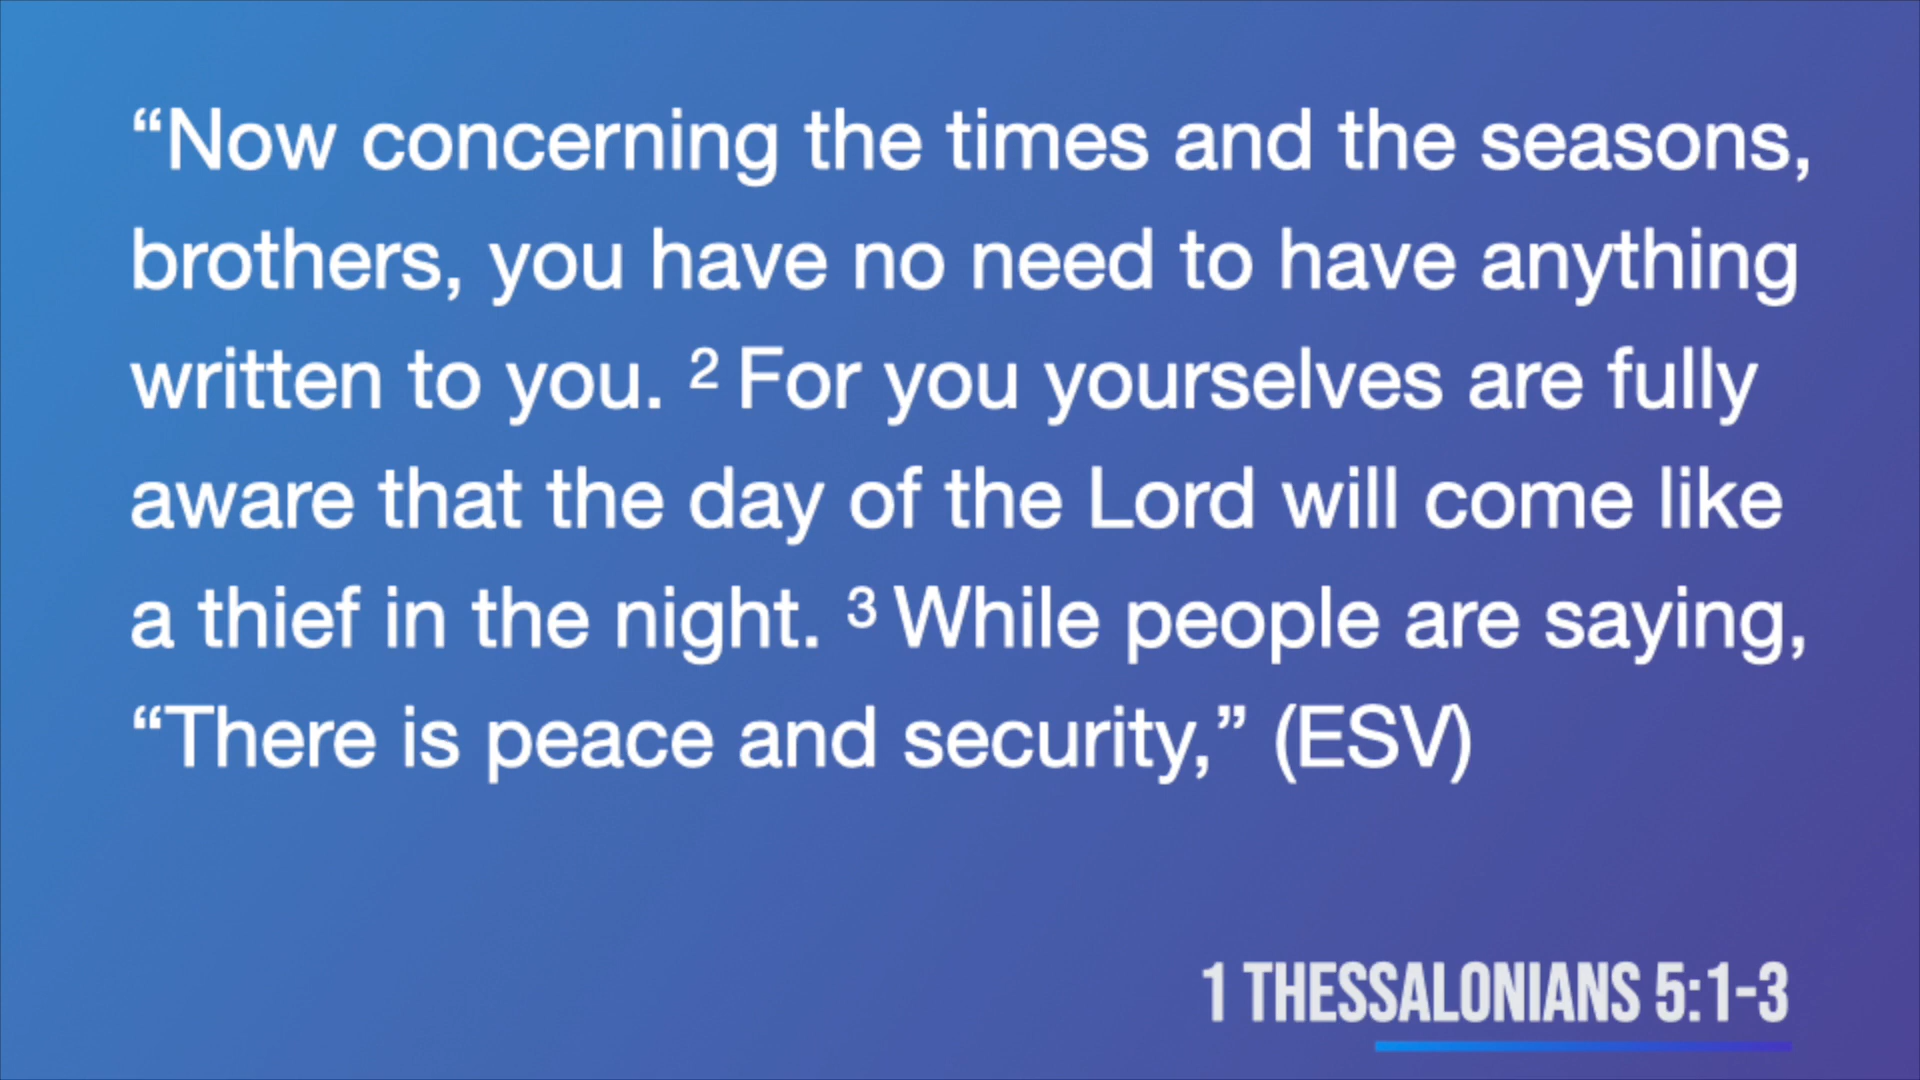 “Now concerning the times and the seasons,
brothers, you have no need to have anything
written to you. ² For you yourselves are fully
aware that the day of the Lord will come like
a thief in the night. ³ While people are saying,
“There is peace and security,” (ESV)
1 THESSALONIANS 5:1-3